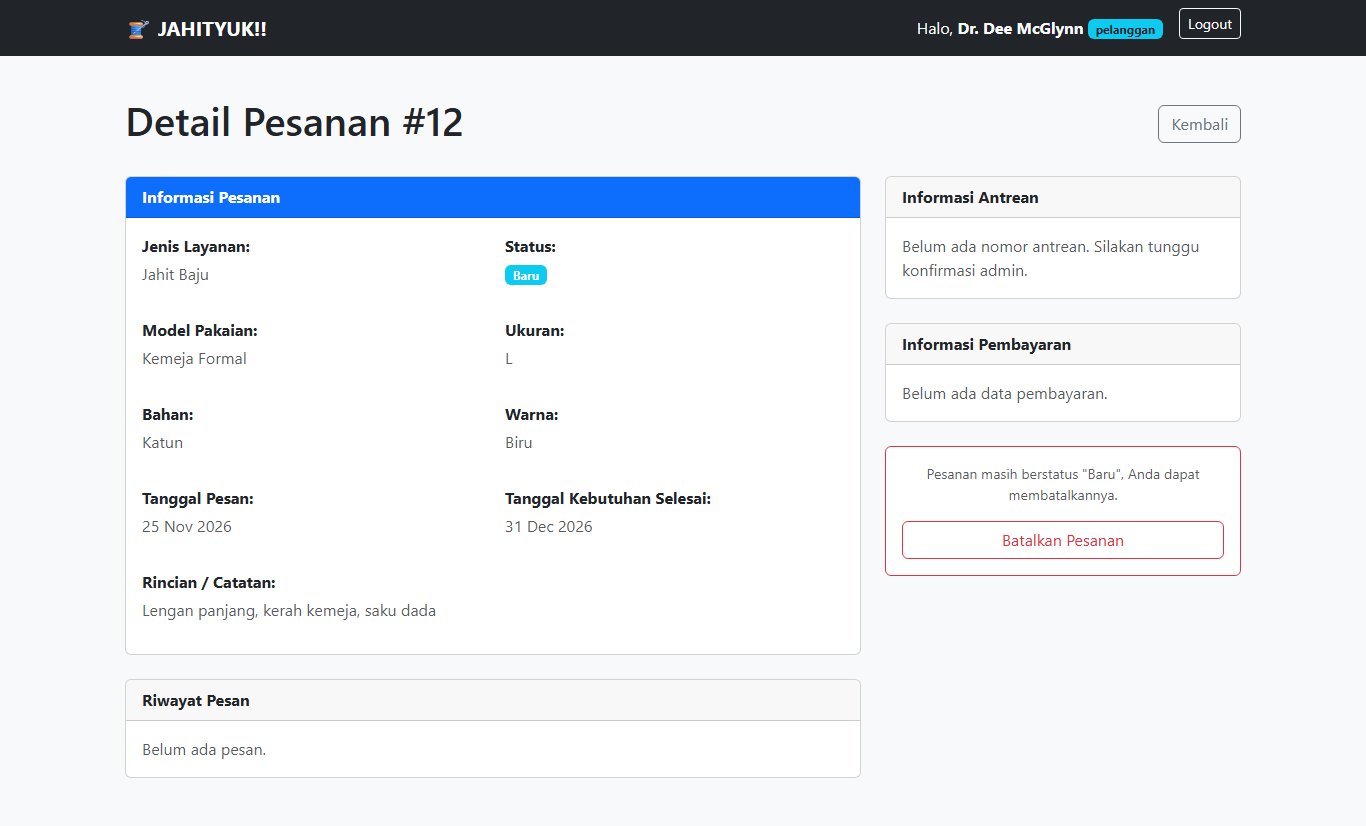 JAHITYUK!!
Halo, Dr. Dee McGlynn pelanggan Logout
Detail Pesanan #12
Kembali
Informasi Pesanan
Jenis Layanan:
Jahit Baju
Status:
Baru
Model Pakaian:
Kemeja Formal
Ukuran:
L
Bahan:
Katun
Warna:
Biru
Tanggal Pesan:
25 Nov 2026
Tanggal Kebutuhan Selesai:
31 Dec 2026
Rincian / Catatan:
Lengan panjang, kerah kemeja, saku dada
Riwayat Pesan
Belum ada pesan.
Informasi Antrean
Belum ada nomor antrean. Silakan tunggu
konfirmasi admin.
Informasi Pembayaran
Belum ada data pembayaran.
Pesanan masih berstatus "Baru", Anda dapat
membatalkannya.
Batalkan Pesanan